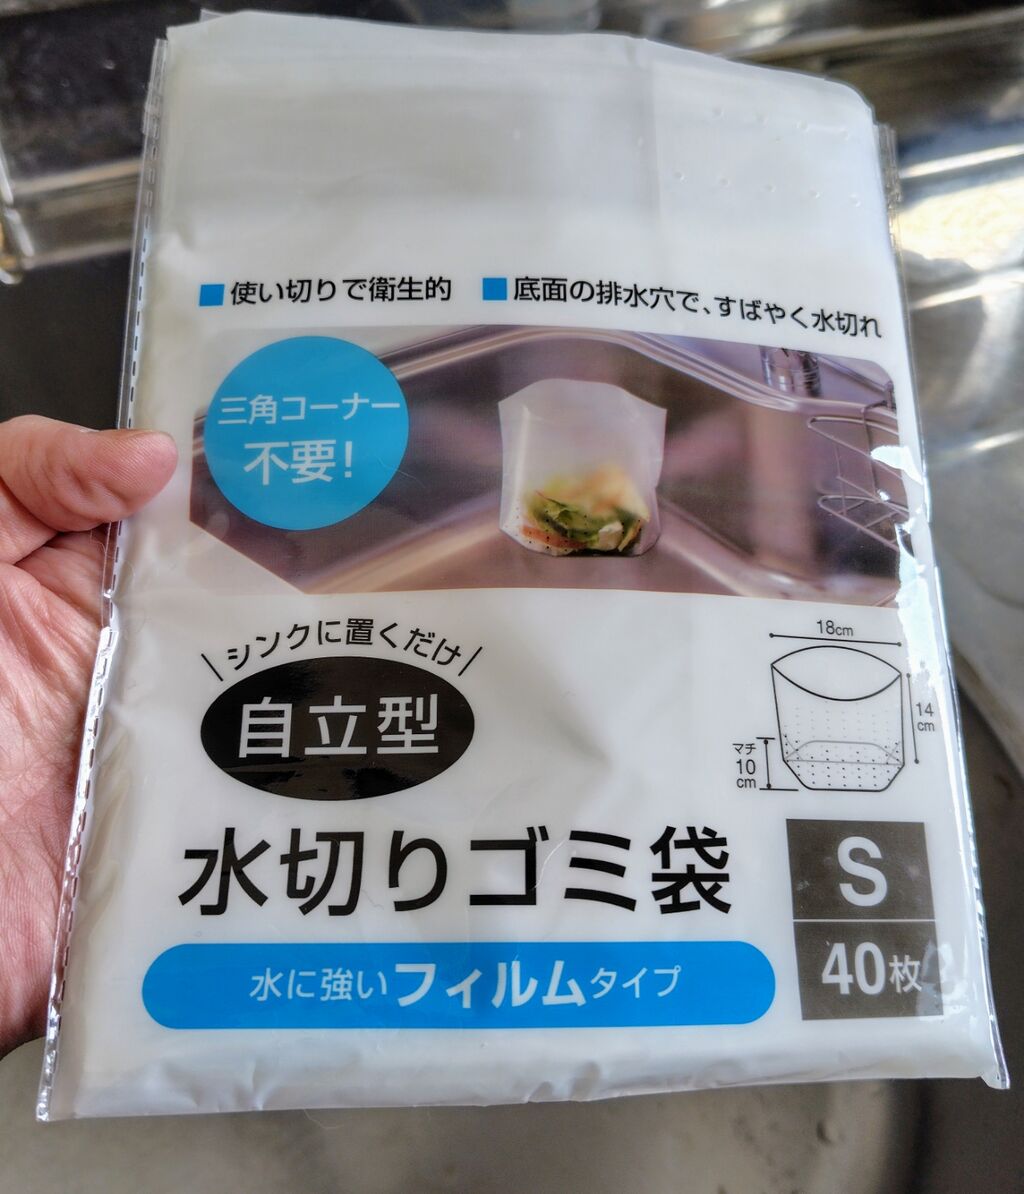 ■使い切りで衛生的 ■底面の排水穴で、すばやく水切れ
三角コーナー
不要!
シンクに置くだけ
自立型
18cm
14
cm
マチ
10
cm
水切りゴミ袋
S
水に強いフィルムタイプ
40枚